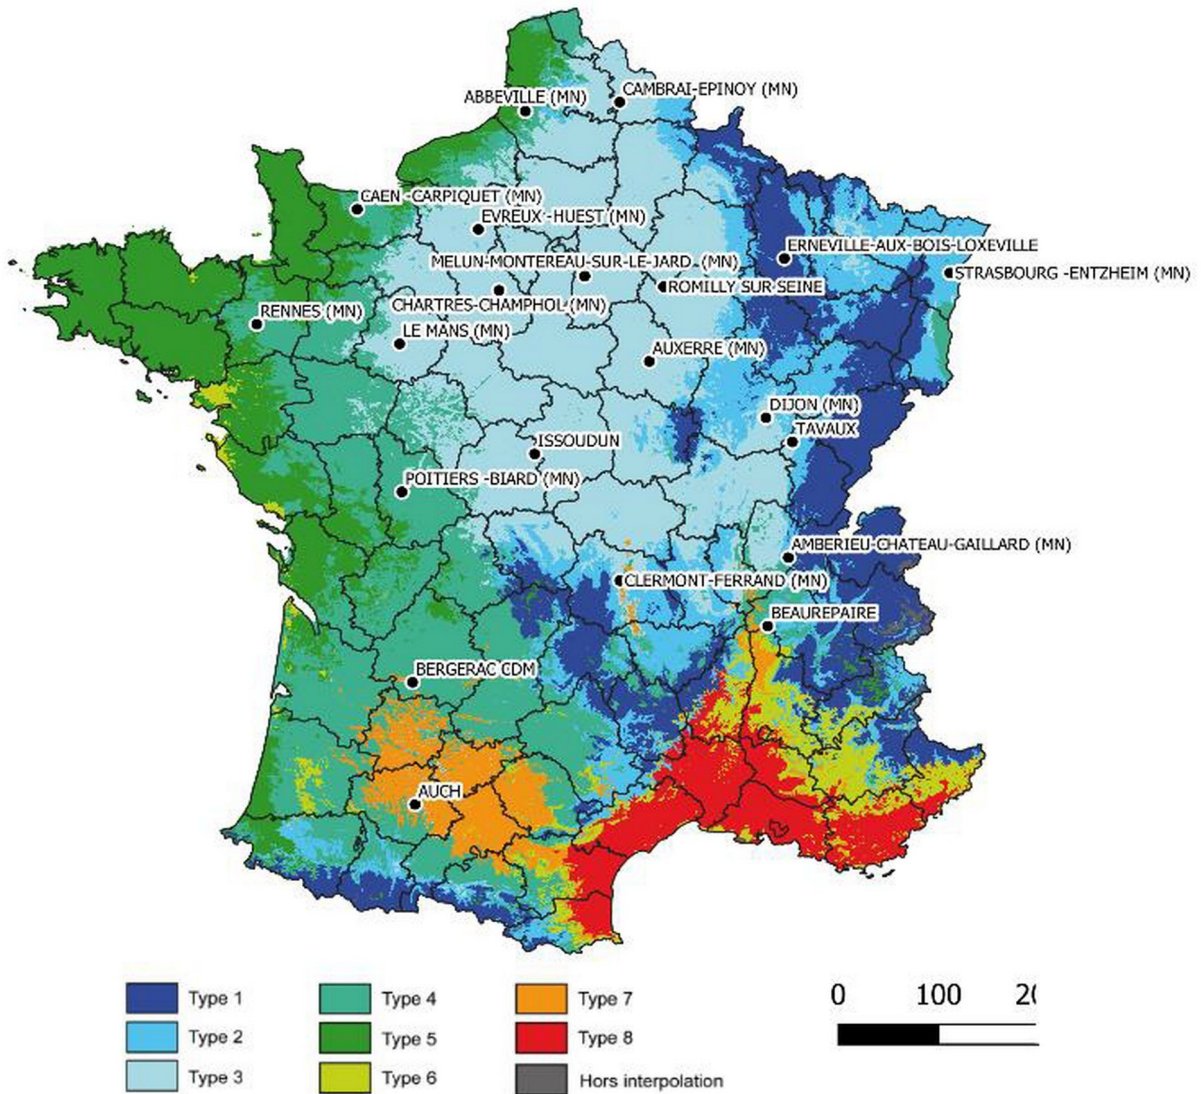 CAMBRAI-EPINOY (MN)
ABBEVILLE (MN)
CAEN -CARPIQUET (MN)
EVREUX -HUEST (MN)
ERNEVILLE-AUX-BOIS-LOXEVILLE
MELUN-MONTEREAU-SUR-LE-JARD. (MN)
STRASBOURG -ENTZHEIM (MN)
ROMILLY SUR SEINE
CHARTRES-CHAMPHOL (MN)
RENNES (MN)
LE MANS (MN)
AUXERRE (MN)
DIJON (MN)
TAVAUX
ISSOUDUN
POITIERS -BIARD (MN)
AMBERIEU-CHATEAU-GAILLARD (MN)
CLERMONT-FERRAND (MN)
BEAUREPAIRE
BERGERAC CDM
AUCH
Type 1
Type 2
Type 3
Type 4
Type 5
Type 6
Type 7
Type 8
Hors interpolation
0 100